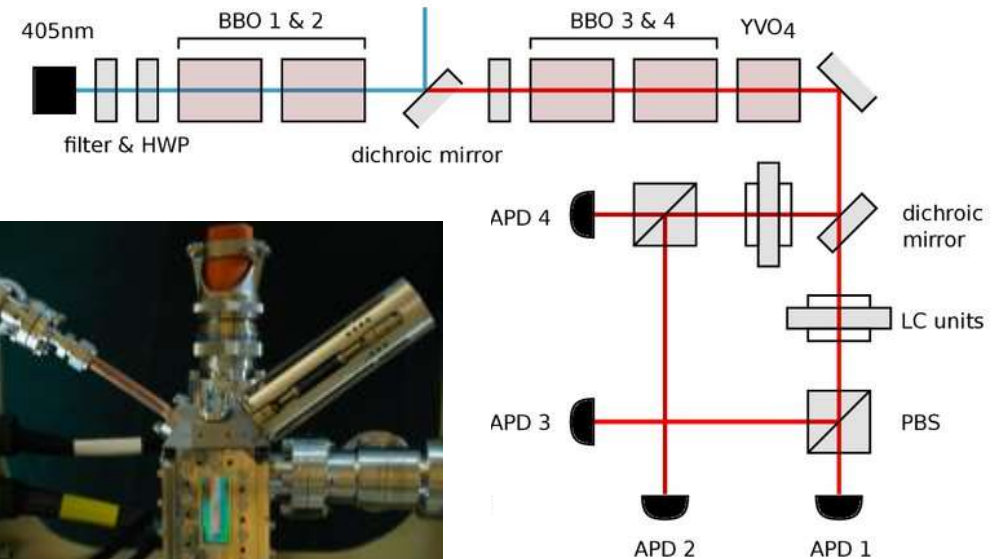 405nm
BBO 1 & 2
BBO 3 & 4
YVO4
filter & HWP
dichroic mirror
APD 4
dichroic
mirror
LC units
APD 3
PBS
APD 2
APD 1